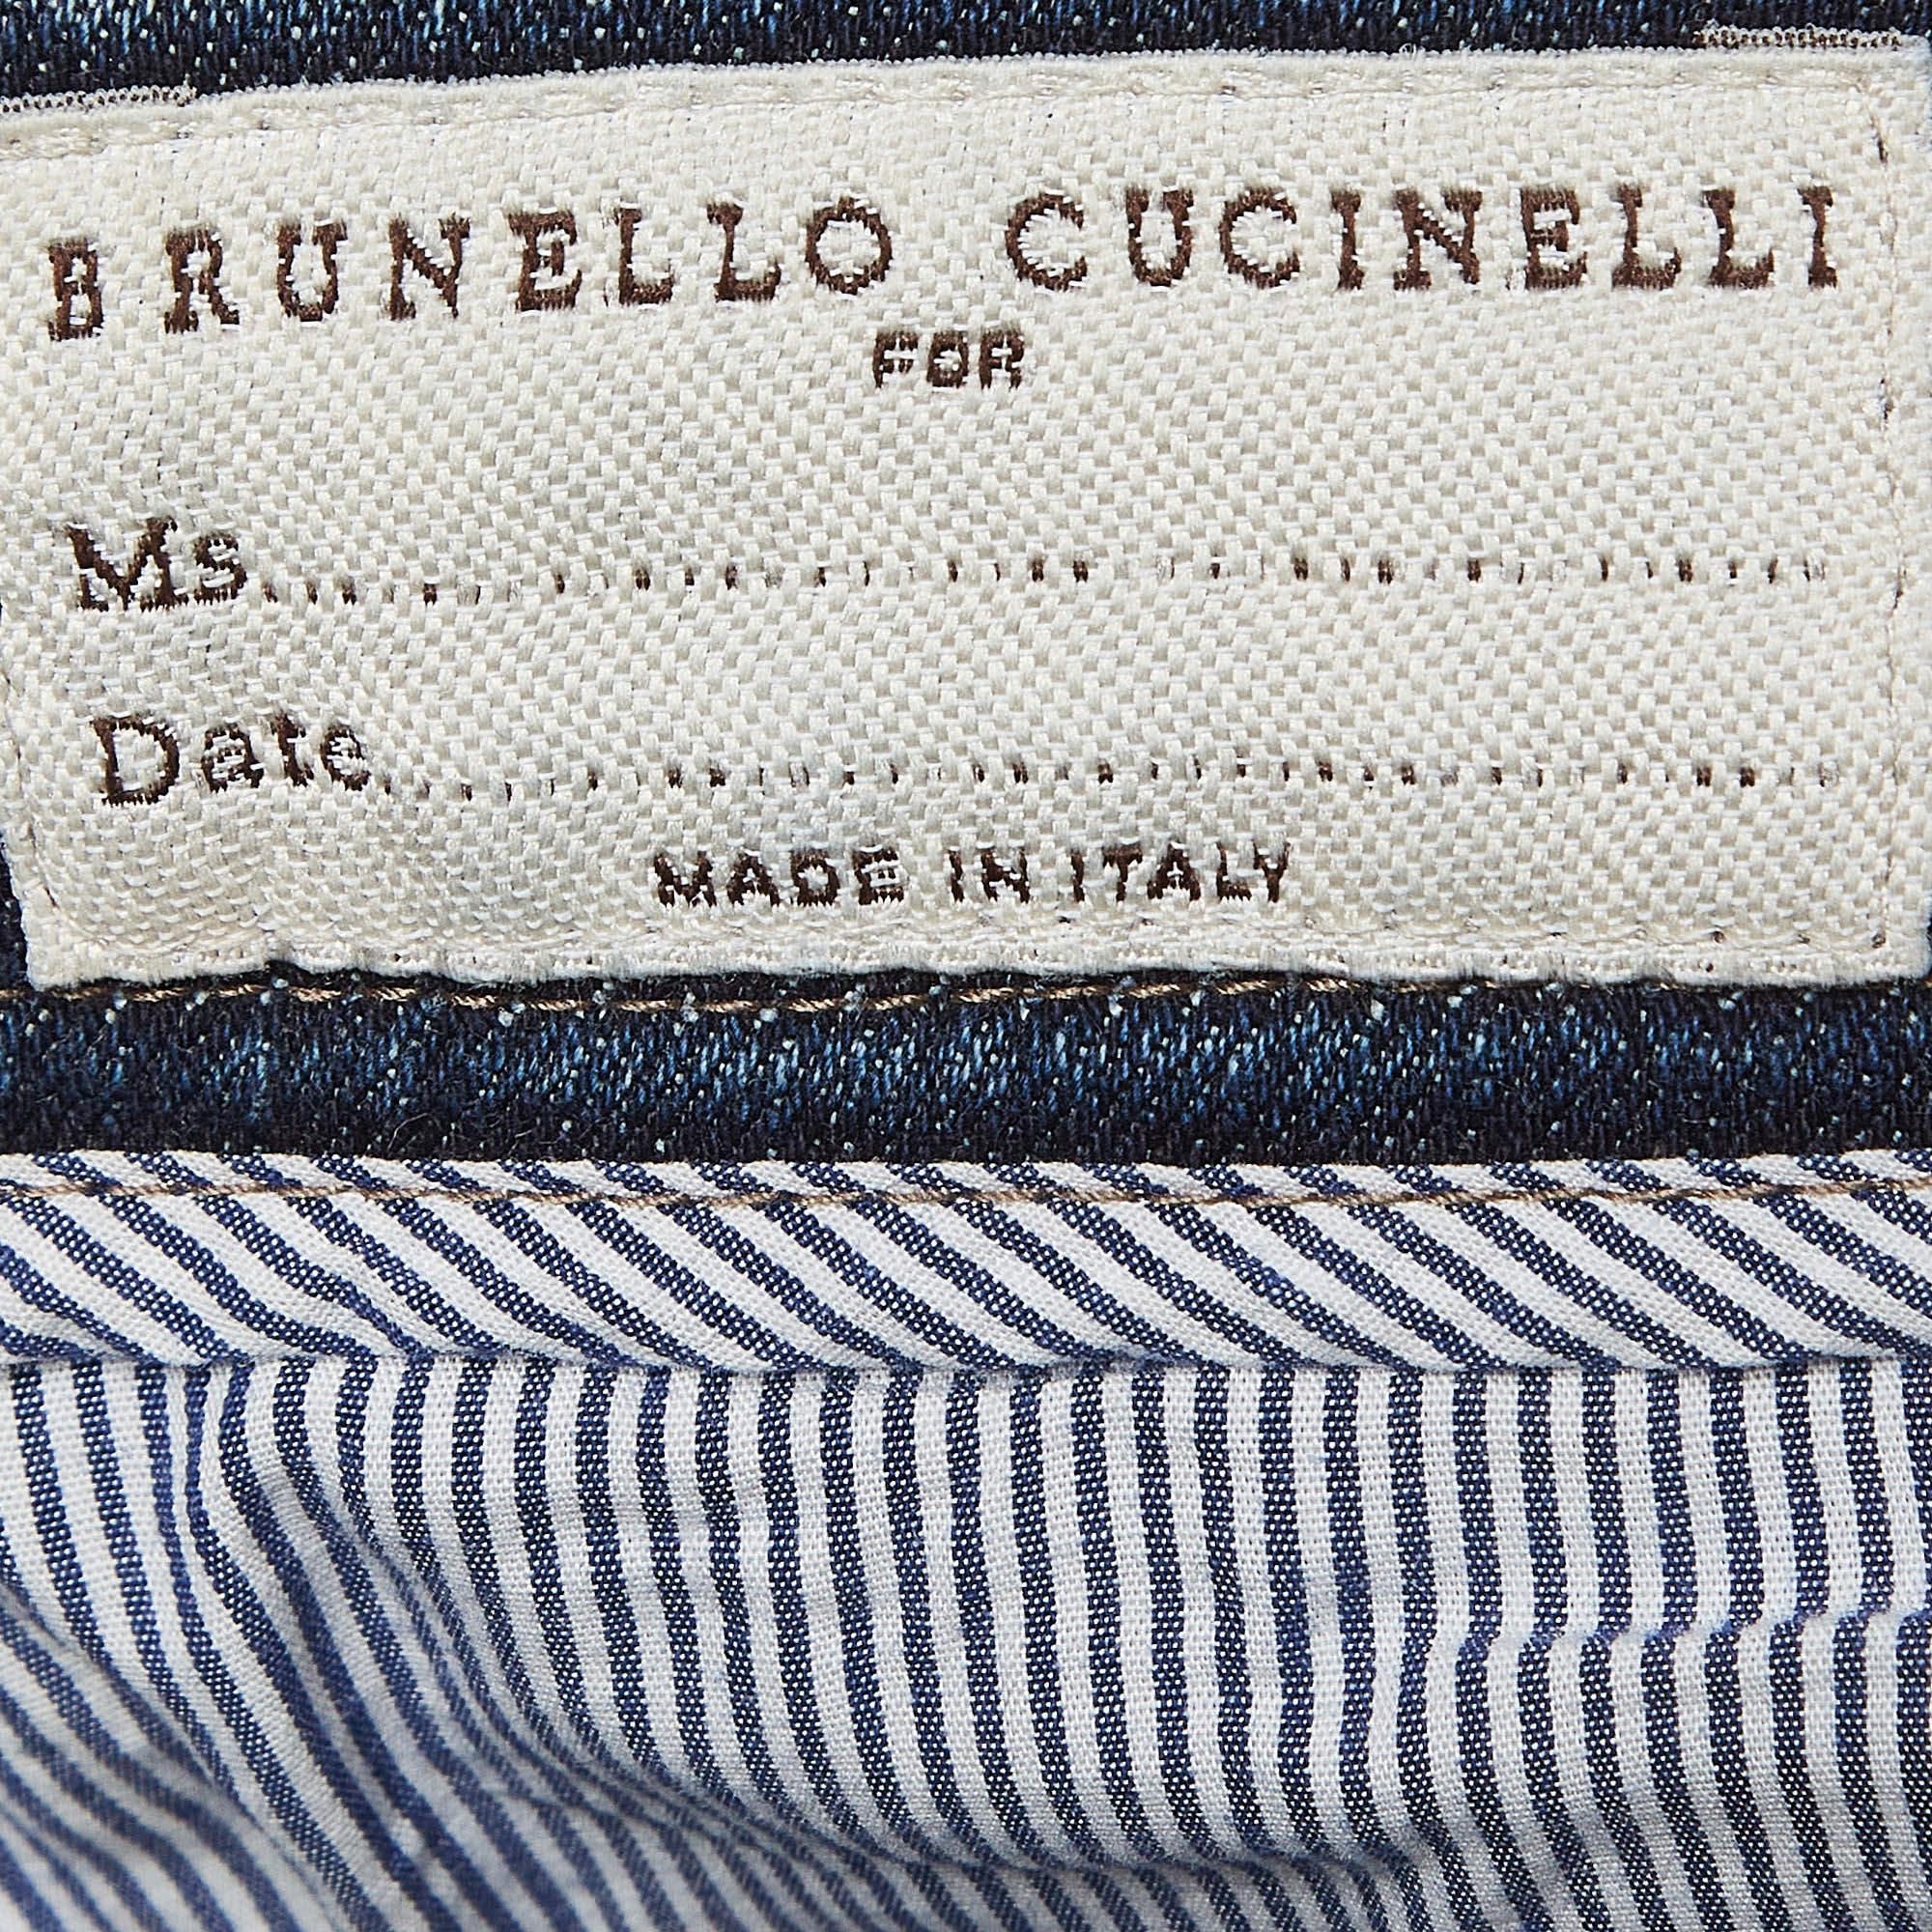 BRUNELLO CUCINELLI
FOR
Ms........................................
Date......................................
MADE IN ITALY